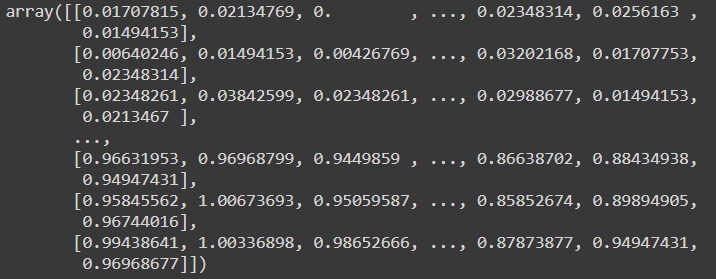 array([[0.01707815, 0.02134769, 0.        , ..., 0.02348314, 0.0256163 ,
        0.01494153],
       [0.00640246, 0.01494153, 0.00426769, ..., 0.03202168, 0.01707753,
        0.02348314],
       [0.02348261, 0.03842599, 0.02348261, ..., 0.02988677, 0.01494153,
        0.0213467 ],
       ...,
       [0.96631953, 0.96968799, 0.9449859 , ..., 0.86638702, 0.88434938,
        0.94947431],
       [0.95845562, 1.00673693, 0.95059587, ..., 0.85852674, 0.89894905,
        0.96744016],
       [0.99438641, 1.00336898, 0.98652666, ..., 0.87873877, 0.94947431,
        0.96968677]])